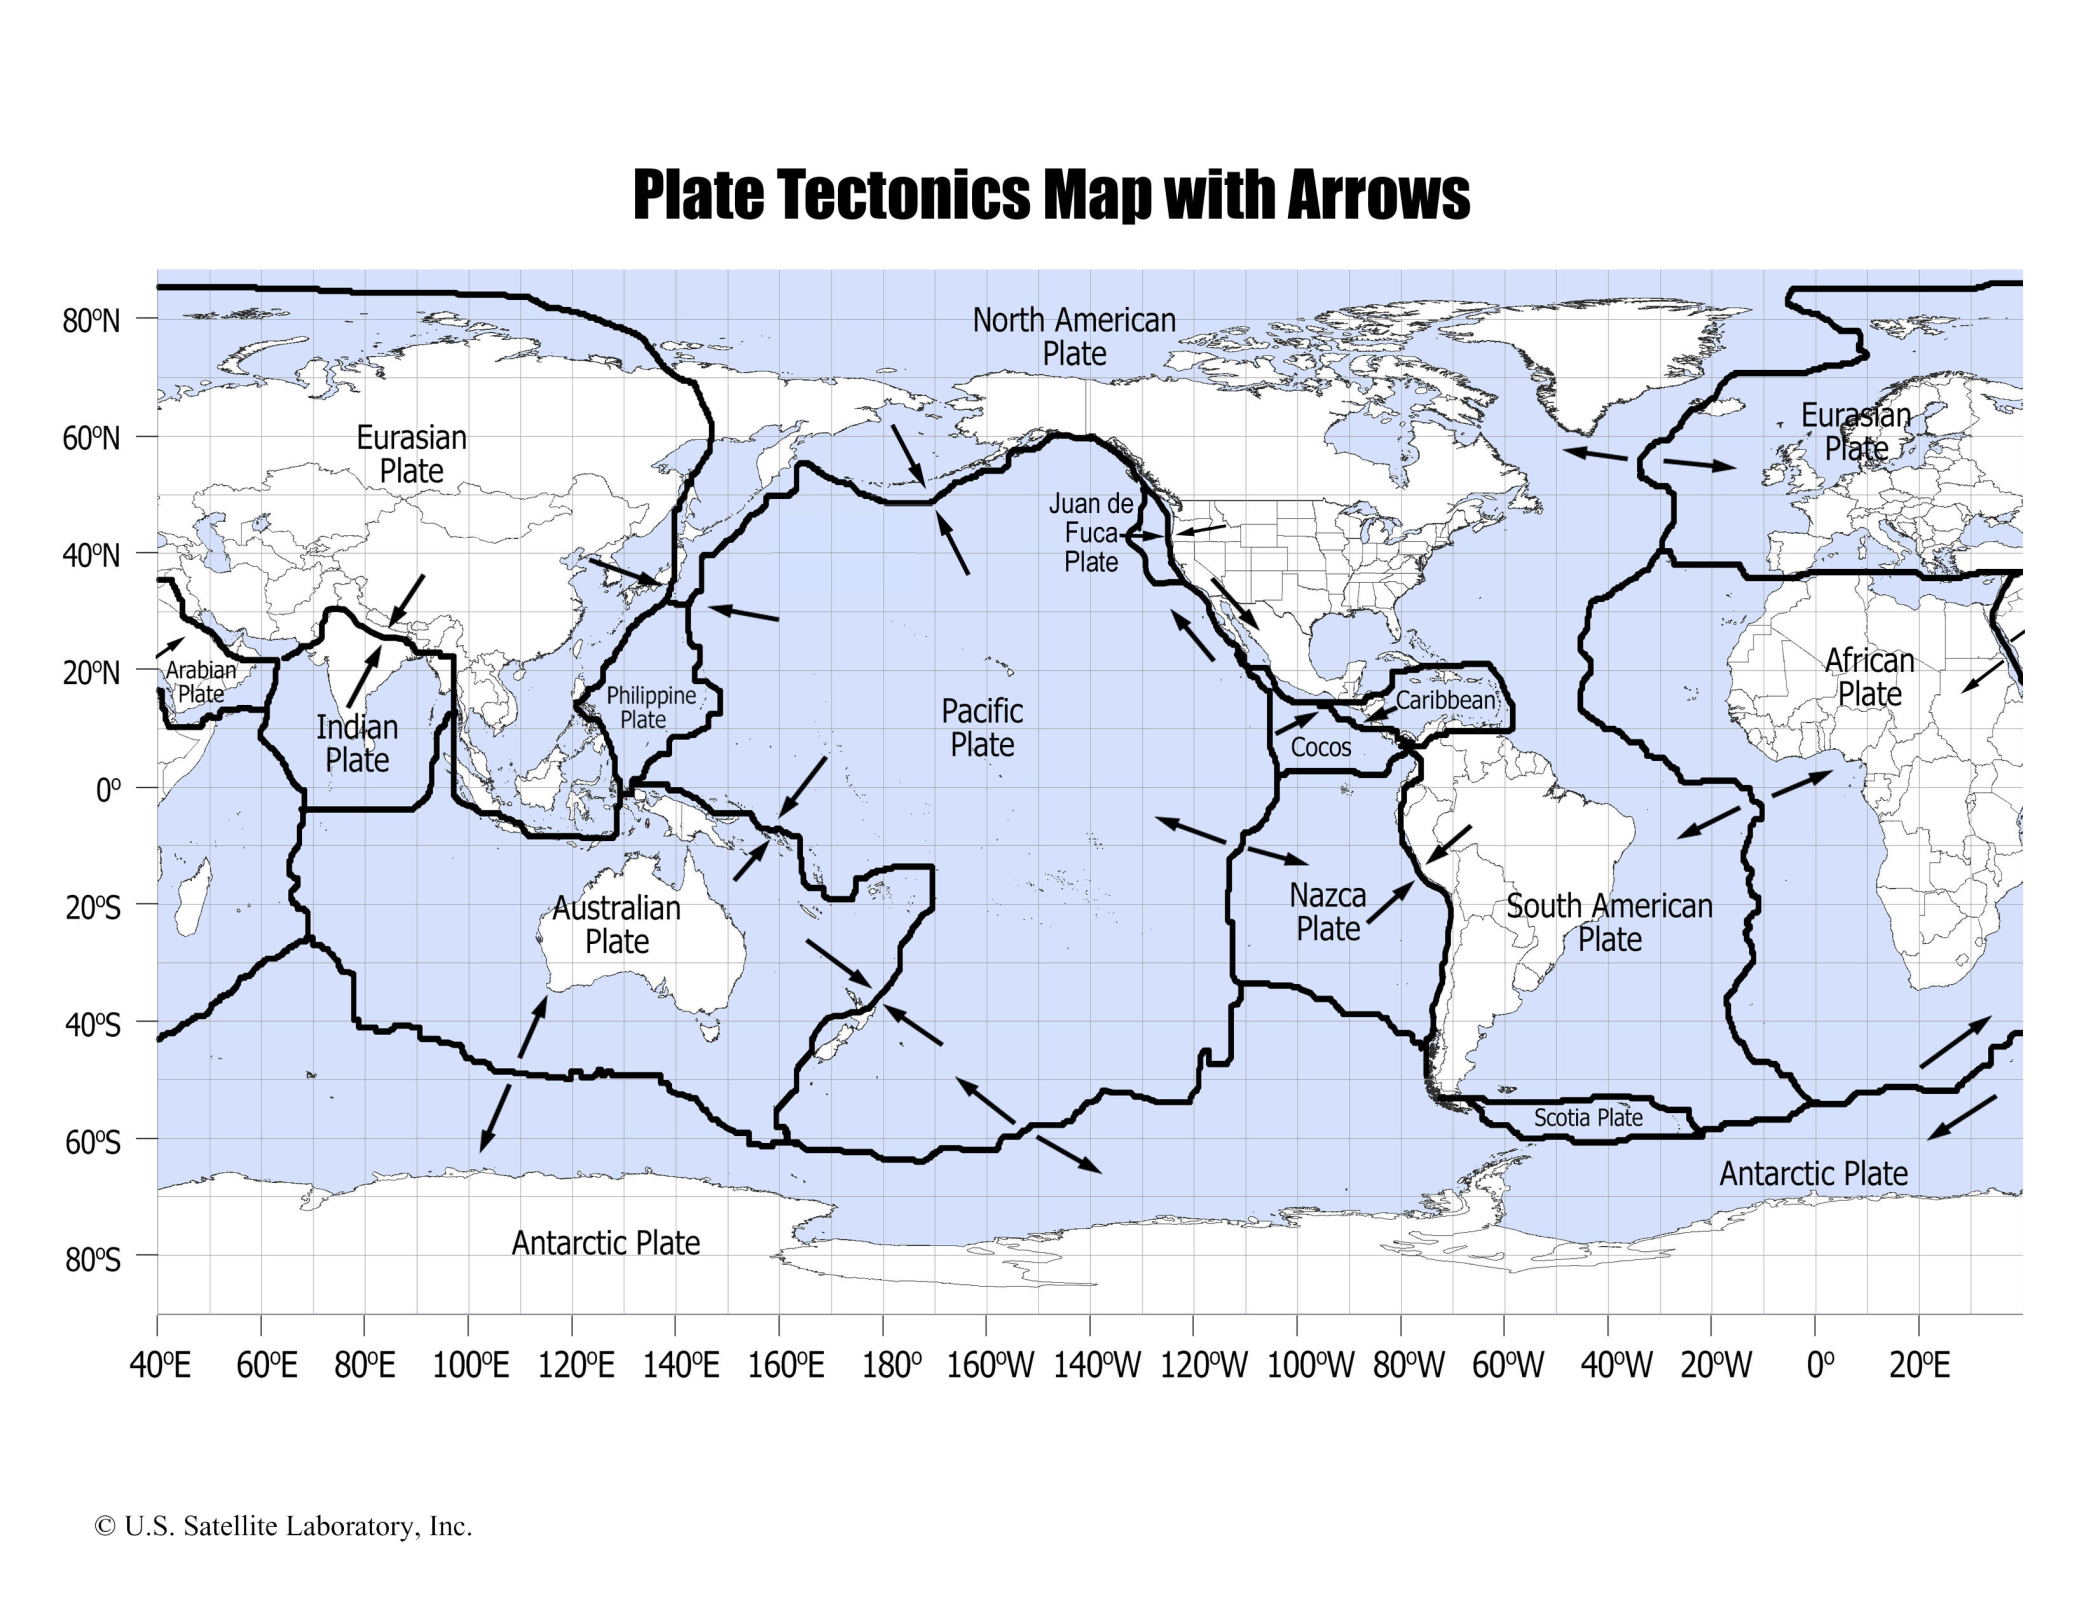 Plate Tectonics Map with Arrows
80ºN
60ºN
40ºN
20ºN
0º
20ºS
40ºS
60ºS
80ºS
North American
Plate
Eurasian
Plate
Eurasian
Plate
Juan de
Fuca
Plate
Arabian
Plate
Indian
Plate
Philippine
Plate
Pacific
Plate
Caribbean
Cocos
African
Plate
Australian
Plate
Nazca
Plate
South American
Plate
Scotia Plate
Antarctic Plate
Antarctic Plate
40ºE 60ºE 80ºE 100ºE 120ºE 140ºE 160ºE 180º 160ºW 140ºW 120ºW 100ºW 80ºW 60ºW 40ºW 20ºW 0º 20ºE
© U.S. Satellite Laboratory, Inc.